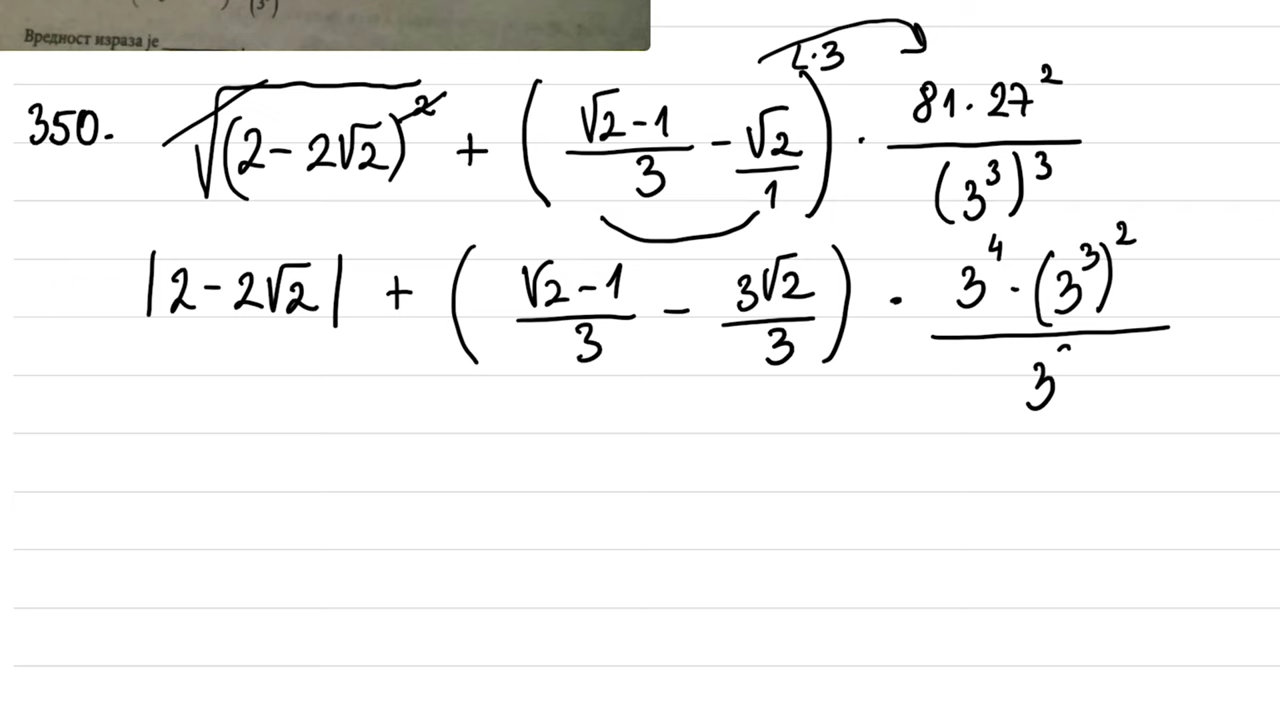 Вредност израза је ______.
350. √(2-2√2)² + ((√2-1)/3 - √2/1) · (81·27²)/(3³)³
|·3
|2-2√2| + ((√2-1)/3 - 3√2/3) · (3⁴·(3³)²)/3